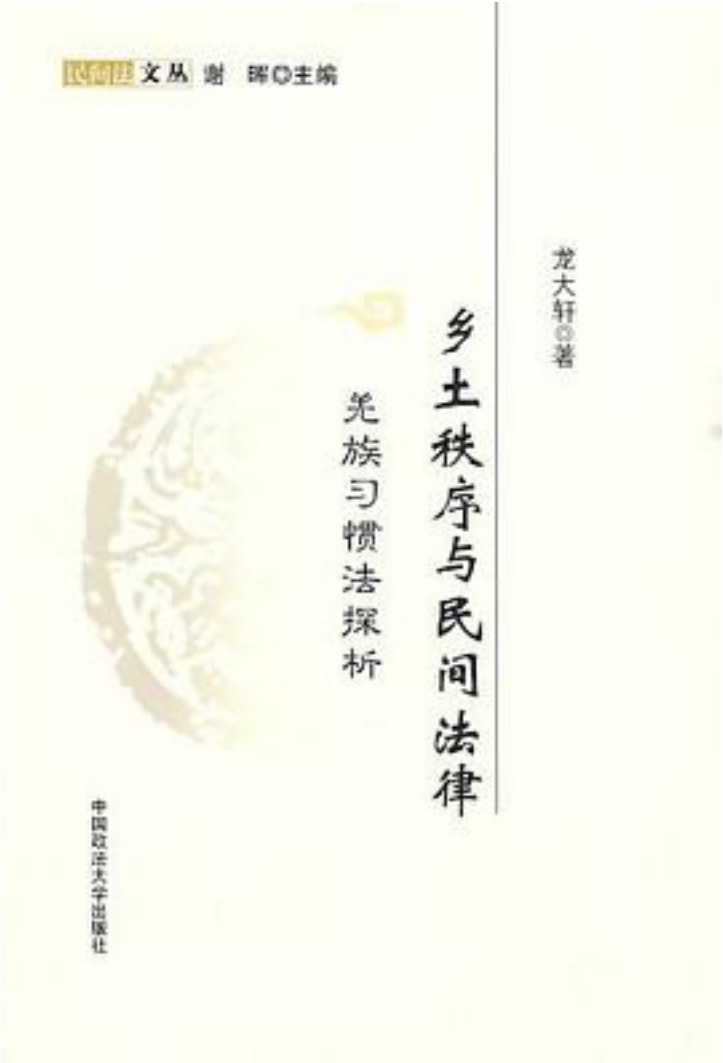 民间法文丛 谢 晖◎主编
龙大轩◎著
乡土秩序与民间法律
羌族习惯法探析
中国政法大学出版社